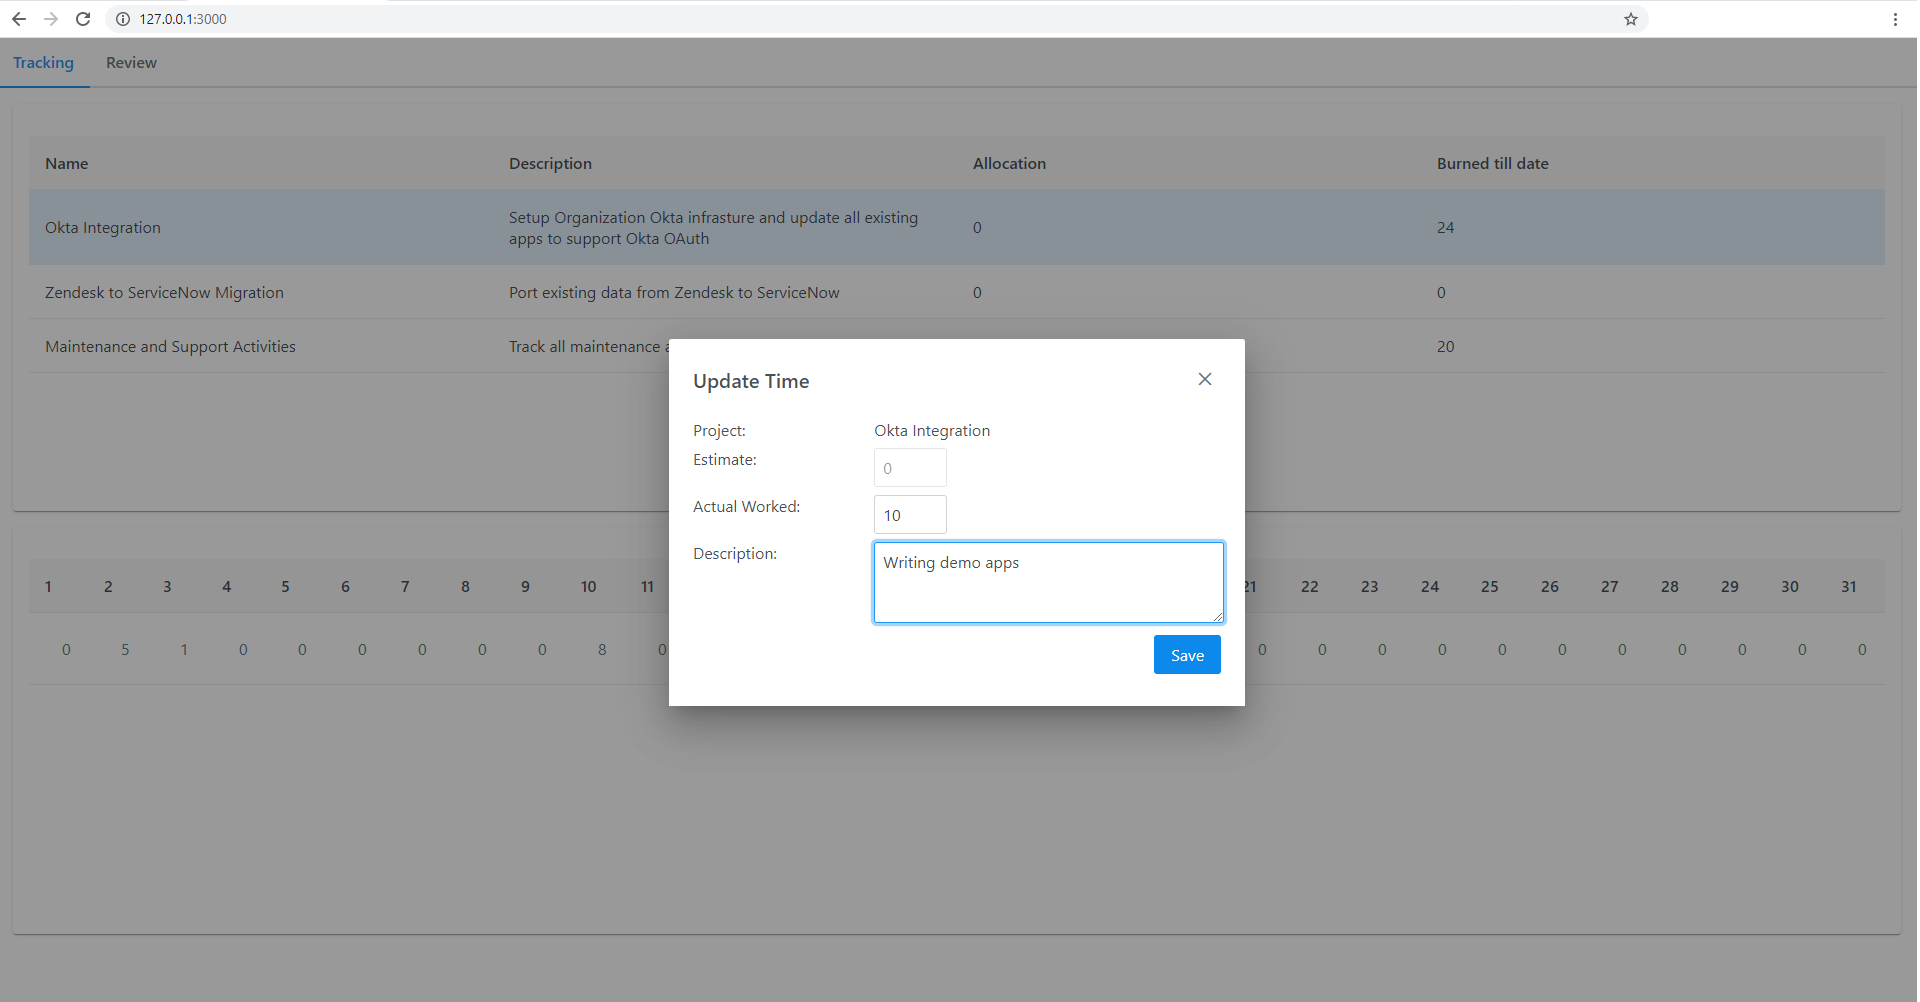 127.0.0.1:3000
Tracking Review
Name Description Allocation Burned till date
Okta Integration Setup Organization Okta infrasture and update all existing 0 24
apps to support Okta OAuth
Zendesk to ServiceNow Migration Port existing data from Zendesk to ServiceNow 0 0
Maintenance and Support Activities Track all maintenance 20
Update Time
Project: Okta Integration
Estimate: 0
Actual Worked: 10
Description: Writing demo apps
Save
1 2 3 4 5 6 7 8 9 10 11 21 22 23 24 25 26 27 28 29 30 31
0 5 1 0 0 0 0 0 0 8 0 0 0 0 0 0 0 0 0 0 0 0